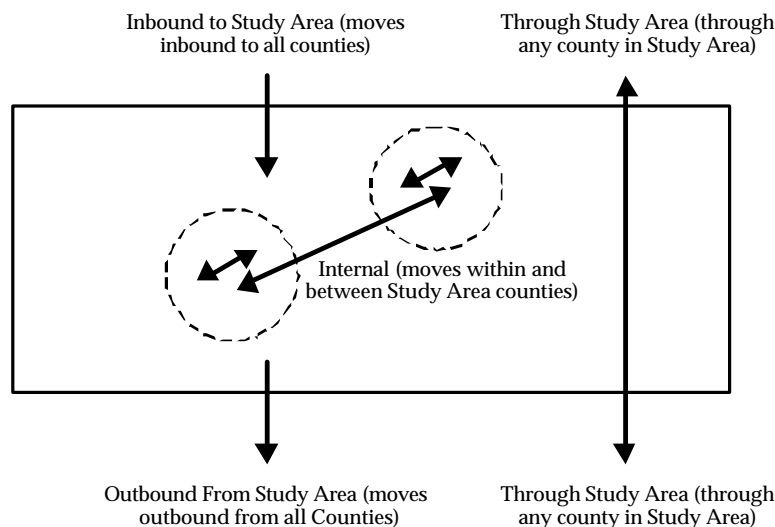 Inbound to Study Area (moves
inbound to all counties)
Through Study Area (through
any county in Study Area)
Internal (moves within and
between Study Area counties)
Outbound From Study Area (moves
outbound from all Counties)
Through Study Area (through
any county in Study Area)